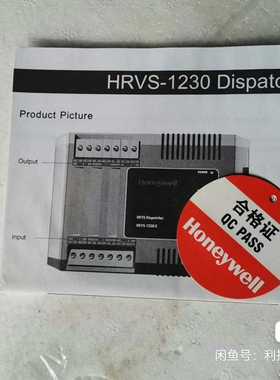 HRVS-1230 Dispato
Product Picture
Output
Honeywell
HRVS Dispatcher
HRVS-1230
Input
合格证
QC PASS
Honeywell
闲鱼号：利